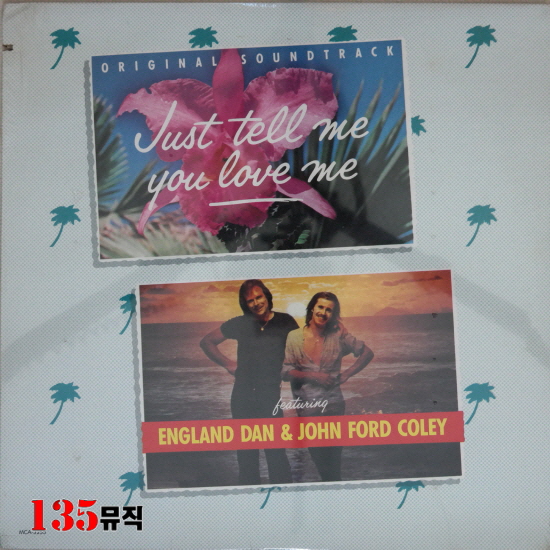 ORIGINAL SOUNDTRACK
Just tell me
you love me
featuring
ENGLAND DAN & JOHN FORD COLEY
135뮤직
MCA